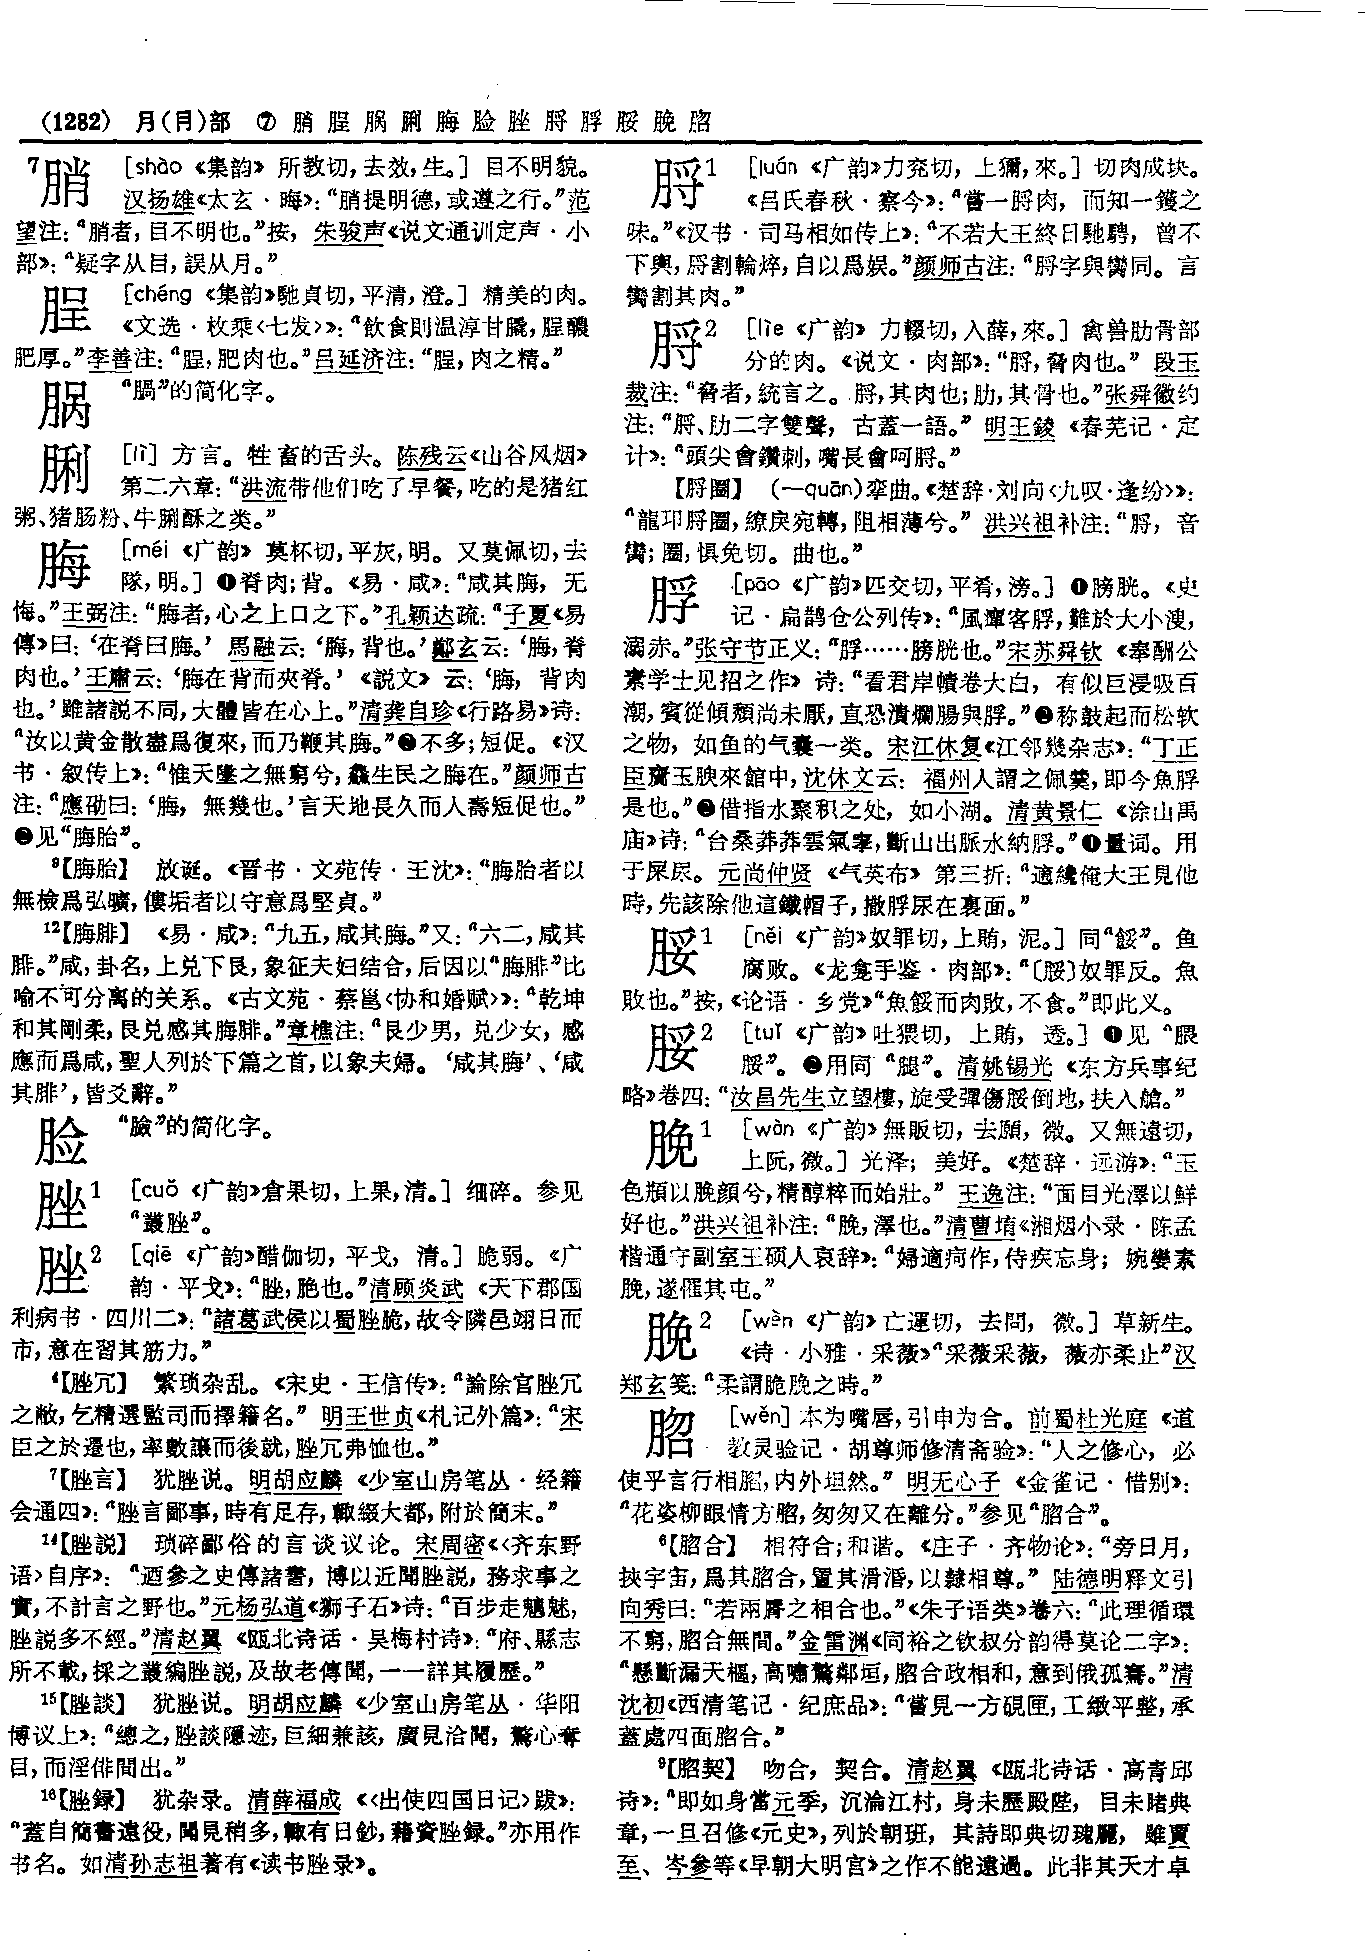 (1282) 月(⺼)部 ⑦ 脶脭脶脷脢脸脞脟脬脮脕脗
7䏴 [shào 《集韵》 所教切,去效,生。] 目不明貌。
汉扬雄《太玄·晦》:“䏴提明德,或遵之行。”范
望注:“䏴者,目不明也。”按,朱骏声《说文通训定声·小
部》:“疑字从目,誤从月。”
脭 [chéng 《集韵》馳貞切,平清,澄。] 精美的肉。
《文选·枚乘〈七发〉》:“飲食則温淳甘膬,脭醲
肥厚。”李善注:“脭,肥肉也。”吕延济注:“脭,肉之精。”
脶 “腡”的简化字。
脷 [lì] 方言。牲畜的舌头。陈残云《山谷风烟》
第二六章:“洪流带他们吃了早餐,吃的是猪红
粥、猪肠粉、牛脷酥之类。”
脢 [méi 《广韵》 莫杯切,平灰,明。又莫佩切,去
隊,明。] ❶脊肉;背。《易·咸》:“咸其脢,无
悔。”王弼注:“脢者,心之上口之下。”孔颖达疏:“子夏《易
傳》曰:‘在脊曰脢。’ 馬融云:‘脢,背也。’鄭玄云:‘脢,脊
肉也。’王肅云:‘脢在背而夾脊。’《説文》云:‘脢,背肉
也。’雖諸説不同,大體皆在心上。”清龚自珍《行路易》诗:
“汝以黄金散盡爲復來,而乃鞭其脢。”❷不多;短促。《汉
书·叙传上》:“惟天墬之無窮兮,鱻生民之脢在。”颜师古
注:“應劭曰:‘脢,無幾也。’言天地長久而人壽短促也。”
❸见“脢胎”。
9【脢胎】 放诞。《晋书·文苑传·王沈》:“脢胎者以
無檢爲弘曠,僂垢者以守意爲堅貞。”
12【脢腓】 《易·咸》:“九五,咸其脢。”又:“六二,咸其
腓。”咸,卦名,上兑下艮,象征夫妇结合,后因以“脢腓”比
喻不可分离的关系。《古文苑·蔡邕〈协和婚赋〉》:“乾坤
和其剛柔,艮兑感其脢腓。”章樵注:“艮少男,兑少女,感
應而爲咸,聖人列於下篇之首,以象夫婦。‘咸其脢’、‘咸
其腓’,皆爻辭。”
脸 “臉”的简化字。
脞1 [cuǒ 《广韵》倉果切,上果,清。] 细碎。参见
“叢脞”。
脞2 [qiē 《广韵》醋伽切,平戈,清。] 脆弱。《广
韵·平戈》:“脞,脃也。”清顾炎武《天下郡国
利病书·四川二》:“諸葛武侯以蜀脞脆,故令隣邑翊日而
市,意在習其筋力。”
4【脞冗】 繁琐杂乱。《宋史·王信传》:“論除官脞冗
之敝,乞精選監司而擇籍名。”明王世贞《札记外篇》:“宋
臣之於遷也,率數讓而後就,脞冗弗恤也。”
7【脞言】 犹脞说。明胡应麟《少室山房笔丛·经籍
会通四》:“脞言鄙事,時有足存,輙綴大都,附於簡末。”
14【脞説】 琐碎鄙俗的言谈议论。宋周密《〈齐东野
语〉自序》:“迺參之史傳諸書,博以近聞脞説,務求事之
實,不計言之野也。”元杨弘道《狮子石》诗:“百步走魑魅,
脞説多不經。”清赵翼《瓯北诗话·吴梅村诗》:“府、縣志
所不載,採之叢編脞説,及故老傳聞,一一詳其履歷。”
15【脞談】 犹脞说。明胡应麟《少室山房笔丛·华阳
博议上》:“總之,脞談隱迹,巨細兼該,廣見洽聞,驚心奪
目,而淫俳間出。”
16【脞録】 犹杂录。清薛福成《〈出使四国日记〉跋》:
“蓋自簡書遠役,聞見稍多,輙有日鈔,藉資脞録。”亦用作
书名。如清孙志祖著有《读书脞录》。
脟1 [luán 《广韵》力兖切,上獮,來。] 切肉成块。
《吕氏春秋·察今》:“嘗一脟肉,而知一鑊之
味。”《汉书·司马相如传上》:“不若大王終日馳騁,曾不
下輿,脟割輪焠,自以爲娱。”颜师古注:“脟字與臠同。言
臠割其肉。”
脟2 [liè 《广韵》 力輟切,入薛,來。] 禽兽肋骨部
分的肉。《说文·肉部》:“脟,脅肉也。”段玉
裁注:“脅者,統言之。脟,其肉也;肋,其骨也。”张舜徽约
注:“脟、肋二字雙聲,古蓋一語。”明王錂《春芜记·定
计》:“頭尖會鑽刺,嘴長會呵脟。”
【脟圈】 (—quān)挛曲。《楚辞·刘向〈九叹·逢纷〉》:
“龍邛脟圈,繚戾宛轉,阻相薄兮。”洪兴祖补注:“脟,音
臠;圈,惧免切。曲也。”
脬 [pāo 《广韵》匹交切,平肴,滂。] ❶膀胱。《史
记·扁鹊仓公列传》:“風癉客脬,難於大小溲,
溺赤。”张守节正义:“脬……膀胱也。”宋苏舜钦《奉酬公
素学士见招之作》诗:“看君岸幘卷大白,有似巨浸吸百
潮,賓從傾頽尚未厭,直恐潰爛腸與脬。”❷称鼓起而松软
之物,如鱼的气囊一类。宋江休复《江邻幾杂志》:“丁正
臣齎玉腴來館中,沈休文云:福州人謂之佩羹,即今魚脬
是也。”❸借指水聚积之处,如小湖。清黄景仁《涂山禹
庙》诗:“台桑莽莽雲氣孛,斷山出脈水納脬。”❹量词。用
于屎尿。元尚仲贤《气英布》第三折:“適纔俺大王見他
時,先該除他這鐵帽子,撒脬尿在裏面。”
脮1 [něi 《广韵》奴罪切,上賄,泥。] 同“餒”。鱼
腐败。《龙龛手鉴·肉部》:“〔脮〕奴罪反。魚
敗也。”按,《论语·乡党》“魚餒而肉敗,不食。”即此义。
脮2 [tuǐ 《广韵》吐猥切,上賄,透。] ❶见“腲
脮”。❷用同“腿”。清姚锡光《东方兵事纪
略》卷四:“汝昌先生立望樓,旋受彈傷脮倒地,扶入艙。”
脕1 [wàn 《广韵》無販切,去願,微。又無遠切,
上阮,微。] 光泽;美好。《楚辞·远游》:“玉
色頩以脕顔兮,精醇粹而始壯。”王逸注:“面目光澤以鮮
好也。”洪兴祖补注:“脕,澤也。”清曹堉《湘烟小录·陈孟
楷通守副室王硕人哀辞》:“婦適疴作,侍疾忘身;婉孌素
脕,遂罹其屯。”
脕2 [wèn 《广韵》亡運切,去問,微。] 草新生。
《诗·小雅·采薇》“采薇采薇,薇亦柔止”汉
郑玄笺:“柔謂脆脕之時。”
脗 [wěn] 本为嘴唇,引申为合。前蜀杜光庭《道
教灵验记·胡尊师修清斋验》:“人之修心,必
使乎言行相脗,内外坦然。”明无心子《金雀记·惜别》:
“花姿柳眼情方脗,匆匆又在離分。”参见“脗合”。
6【脗合】 相符合;和谐。《庄子·齐物论》:“旁日月,
挾宇宙,爲其脗合,置其滑涽,以隸相尊。”陆德明释文引
向秀曰:“若兩脣之相合也。”《朱子语类》卷六:“此理循環
不窮,脗合無間。”金雷渊《同裕之钦叔分韵得莫论二字》:
“懸斷漏天樞,高嘯驚鄰垣,脗合政相和,意到俄孤騫。”清
沈初《西清笔记·纪庶品》:“嘗見一方硯匣,工緻平整,承
蓋處四面脗合。”
9【脗契】 吻合,契合。清赵翼《瓯北诗话·高青邱
诗》:“即如身當元季,沉淪江村,身未歷殿陛,目未睹典
章,一旦召修《元史》,列於朝班,其詩即典切瑰麗,雖賈
至、岑參等《早朝大明宫》之作不能遠過。此非其天才卓